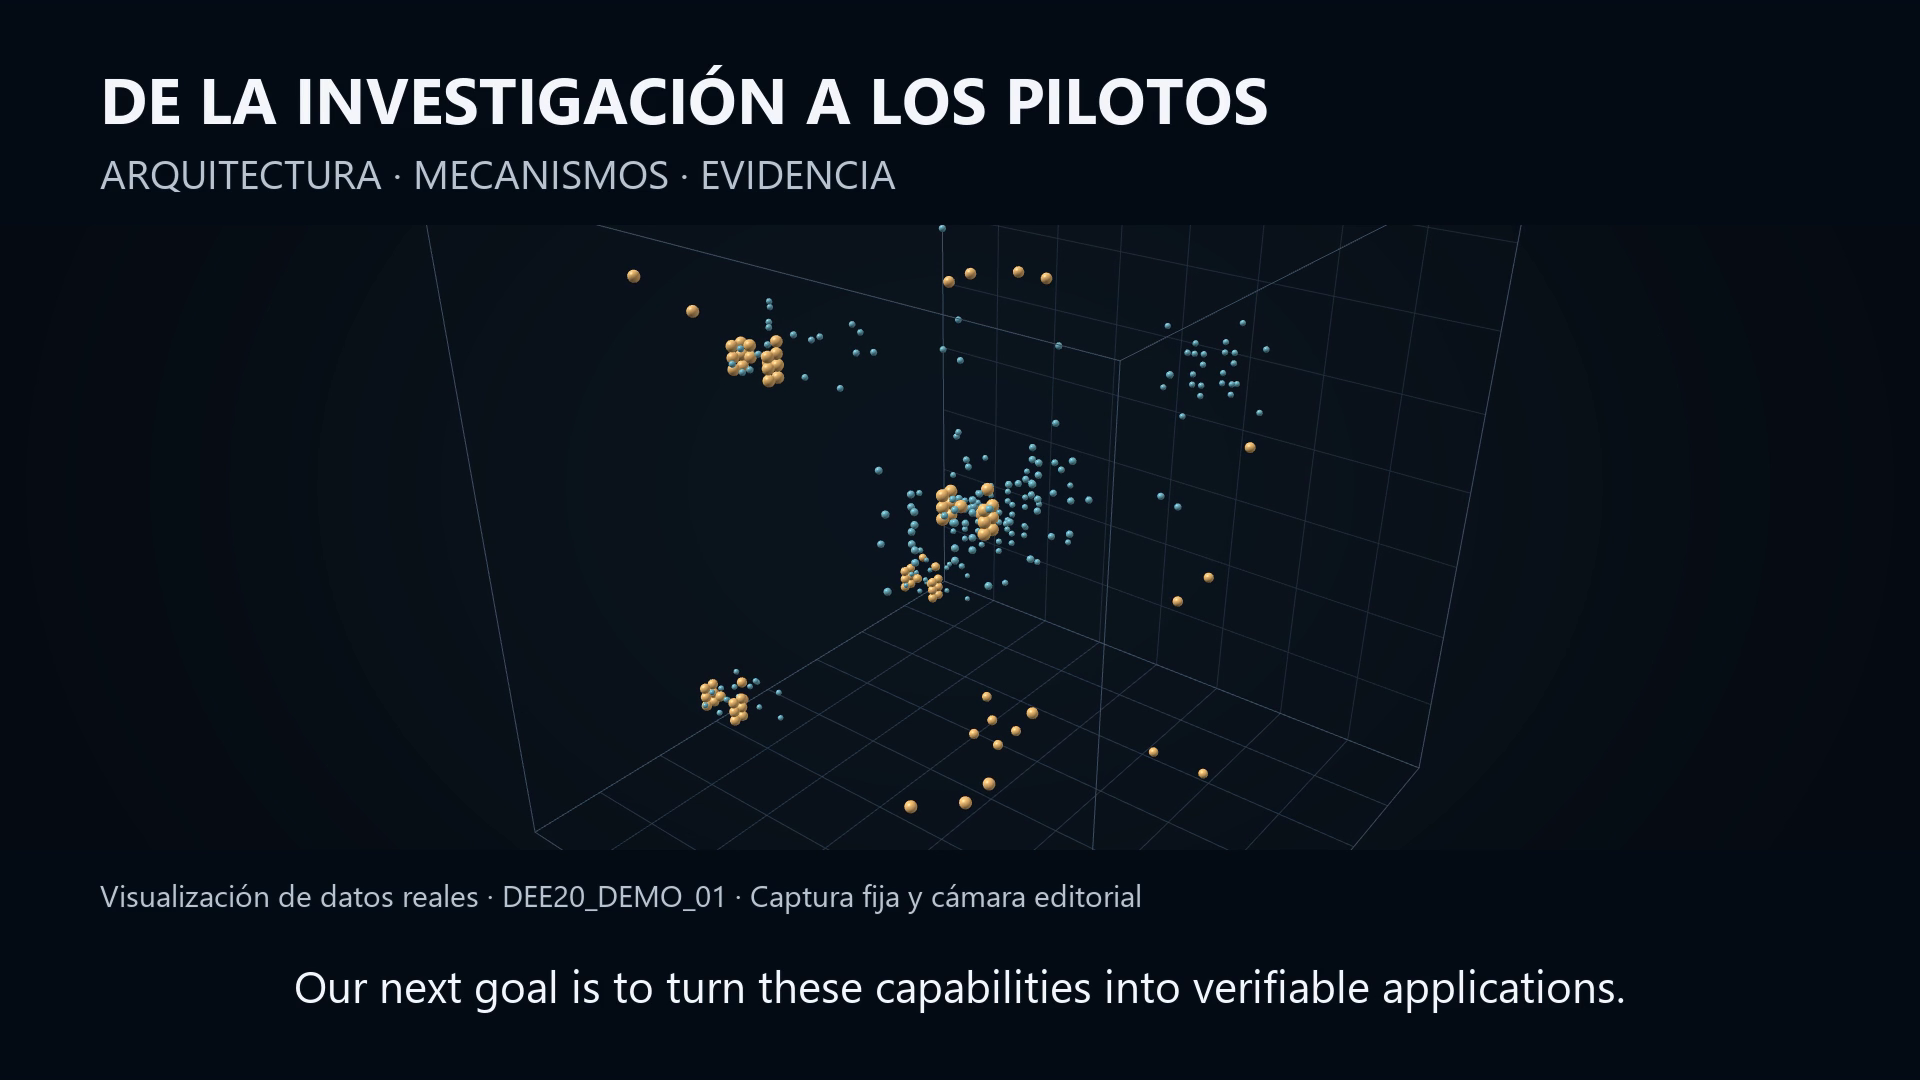 DE LA INVESTIGACIÓN A LOS PILOTOS
ARQUITECTURA · MECANISMOS · EVIDENCIA
Visualización de datos reales · DEE20_DEMO_01 · Captura fija y cámara editorial
Our next goal is to turn these capabilities into verifiable applications.